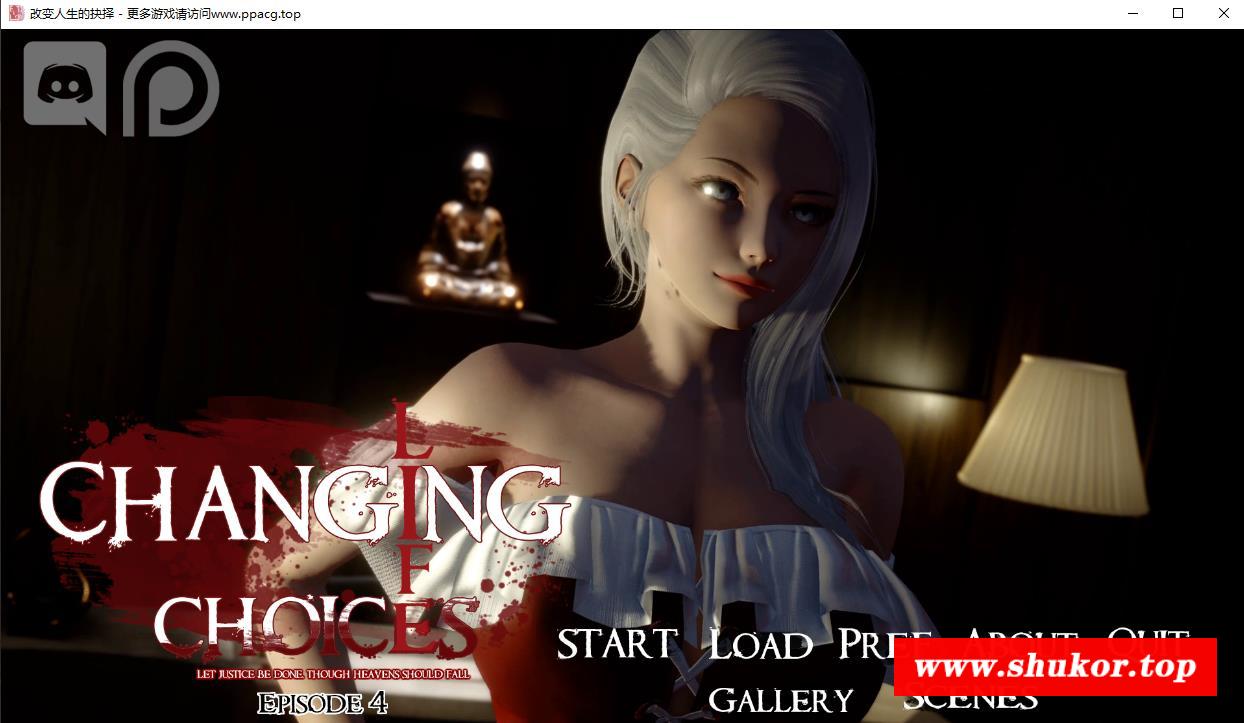 改变人生的抉择 - 更多游戏请访问www.ppacg.top
LIFE
CHANGING
CHOICES
LET JUSTICE BE DONE, THOUGH HEAVENS SHOULD FALL
EPISODE 4
START LOAD PREF ABOUT QUIT
GALLERY SCENES
www.shukor.top